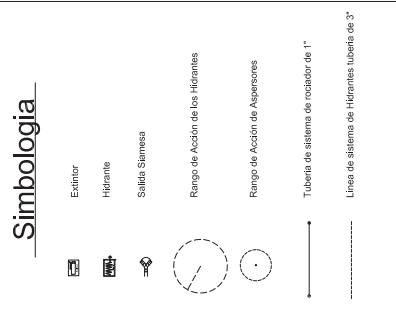 Simbologia
Extintor
Hidrante
Salida Siamesa
Rango de Acción de los Hidrantes
Rango de Acción de Aspersores
Tuberia de sistema de rociador de 1"
Linea de sistema de Hidrantes tuberia de 3"